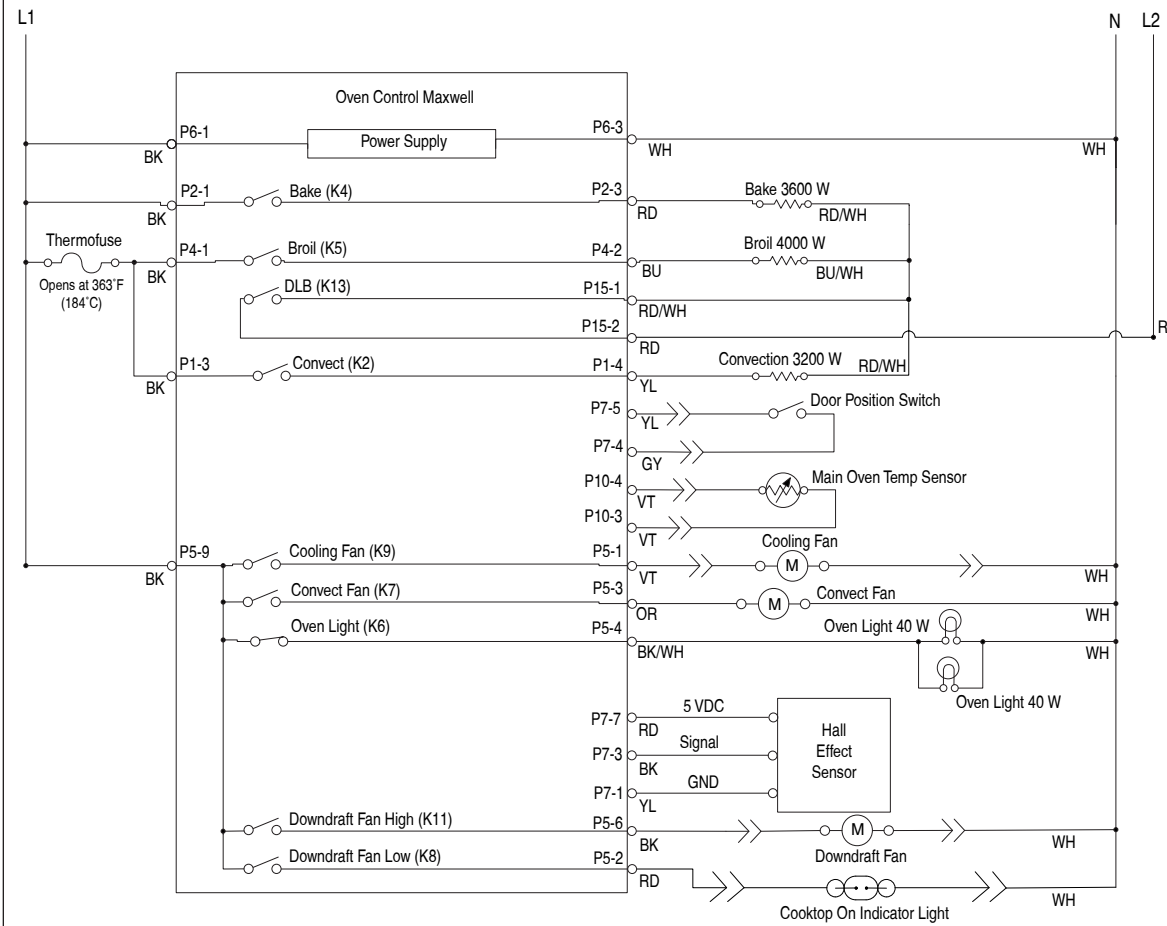 L1
N L2
Oven Control Maxwell
P6-1 Power Supply P6-3
BK WH WH
P2-1 Bake (K4) P2-3 Bake 3600 W
BK RD RD/WH
Thermofuse P4-1 Broil (K5) P4-2 Broil 4000 W
Opens at 363˚F BK BU BU/WH
(184˚C)
DLB (K13) P15-1
RD/WH
P15-2 R
RD
P1-3 Convect (K2) P1-4 Convection 3200 W RD/WH
BK YL
P7-5 Door Position Switch
YL
P7-4
GY
P10-4 Main Oven Temp Sensor
VT
P10-3
VT
P5-9 Cooling Fan (K9) P5-1 Cooling Fan
BK VT M WH
Convect Fan (K7) P5-3 Convect Fan
OR M WH
Oven Light (K6) P5-4 Oven Light 40 W
BK/WH WH
Oven Light 40 W
P7-7 5 VDC
RD
P7-3 Signal
BK
P7-1 GND
YL
Hall
Effect
Sensor
Downdraft Fan High (K11) P5-6 M
BK WH
Downdraft Fan
Downdraft Fan Low (K8) P5-2
RD WH
Cooktop On Indicator Light